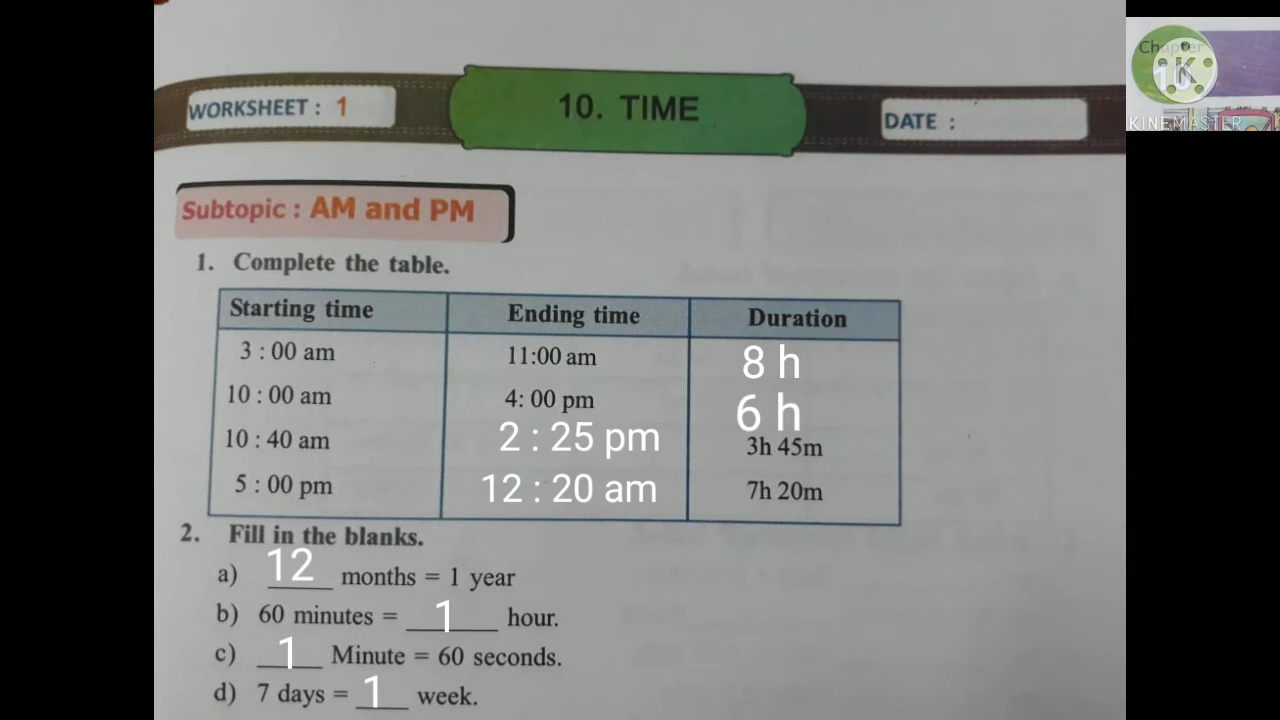 WORKSHEET : 1
10. TIME
DATE :
Chapter
10
K
KINEMASTER
Subtopic : AM and PM
1. Complete the table.
Starting time Ending time Duration
3 : 00 am 11:00 am 8 h
10 : 00 am 4: 00 pm 6 h
10 : 40 am 2 : 25 pm 3h 45m
5 : 00 pm 12 : 20 am 7h 20m
2. Fill in the blanks.
a) 12 months = 1 year
b) 60 minutes = 1 hour.
c) 1 Minute = 60 seconds.
d) 7 days = 1 week.